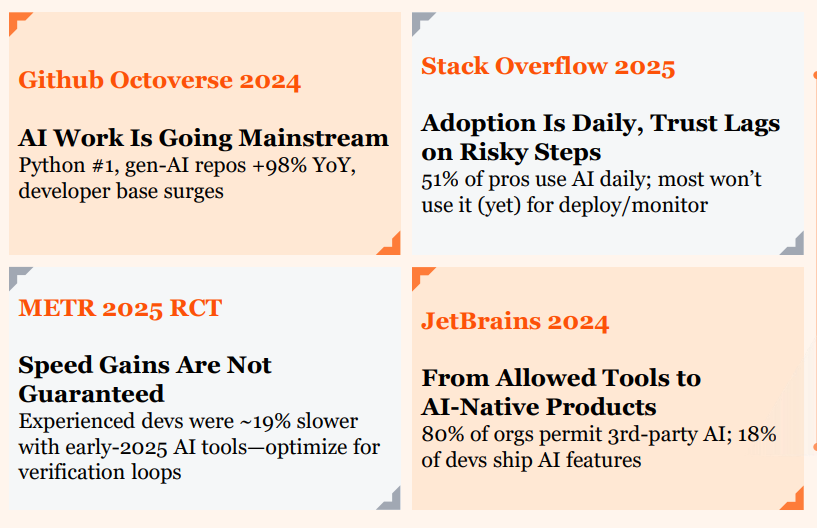 Github Octoverse 2024
AI Work Is Going Mainstream
Python #1, gen-AI repos +98% YoY,
developer base surges
Stack Overflow 2025
Adoption Is Daily, Trust Lags
on Risky Steps
51% of pros use AI daily; most won’t
use it (yet) for deploy/monitor
METR 2025 RCT
Speed Gains Are Not
Guaranteed
Experienced devs were ~19% slower
with early-2025 AI tools—optimize for
verification loops
JetBrains 2024
From Allowed Tools to
AI-Native Products
80% of orgs permit 3rd-party AI; 18%
of devs ship AI features